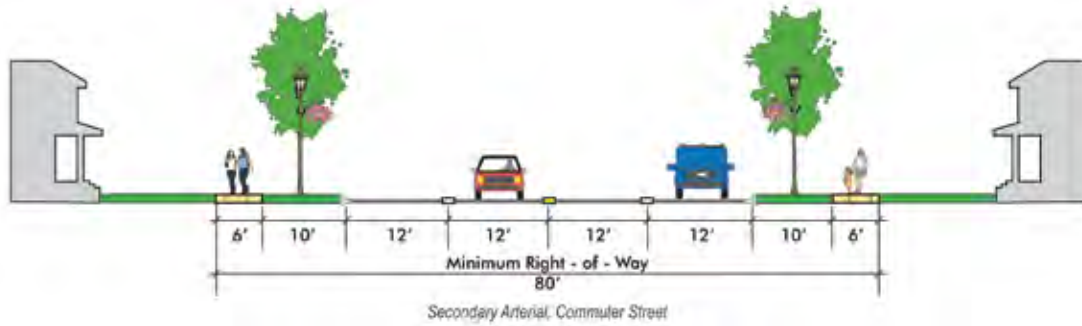 6' 10' 12' 12' 12' 12' 10' 6'
Minimum Right - of - Way
80'
Secondary Arterial, Commuter Street